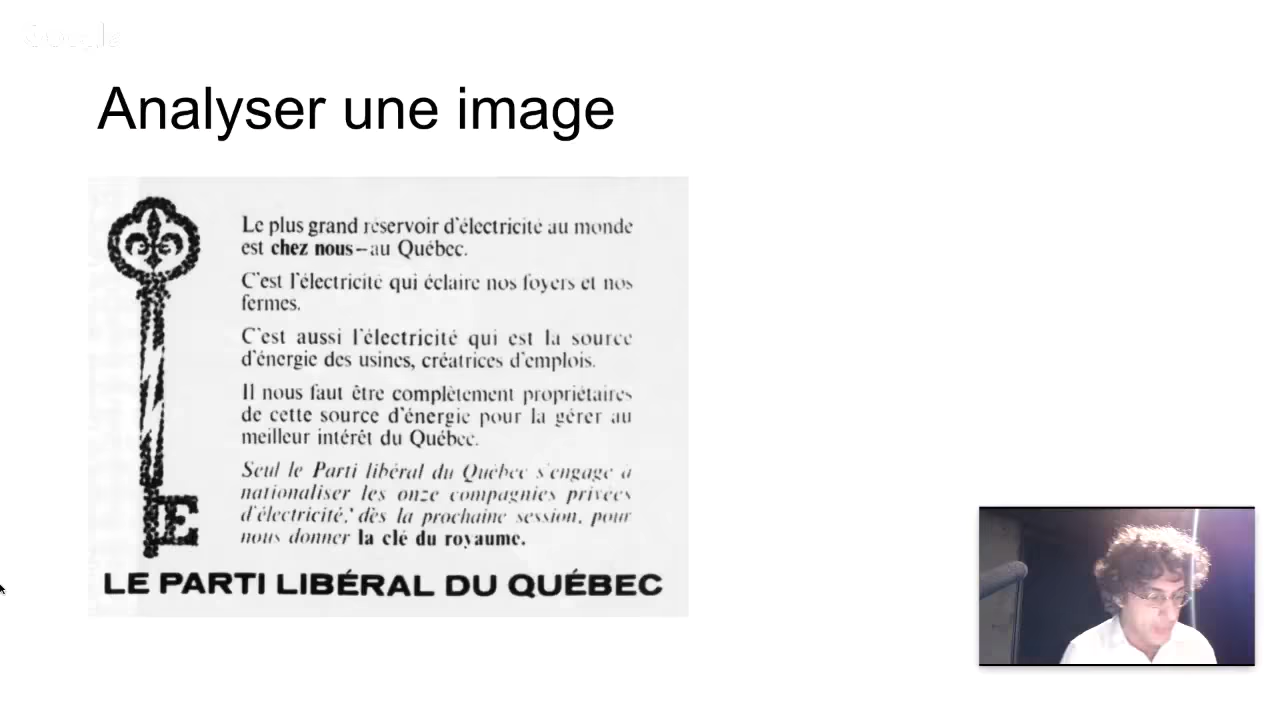 Google
Analyser une image
Le plus grand réservoir d'électricité au monde
est chez nous–au Québec.
C'est l'électricité qui éclaire nos foyers et nos
fermes.
C'est aussi l'électricité qui est la source
d'énergie des usines, créatrices d'emplois.
Il nous faut être complètement propriétaires
de cette source d'énergie pour la gérer au
meilleur intérêt du Québec.
Seul le Parti libéral du Québec s'engage à
nationaliser les onze compagnies privées
d'électricité,* dès la prochaine session, pour
nous donner la clé du royaume.
E
LE PARTI LIBÉRAL DU QUÉBEC